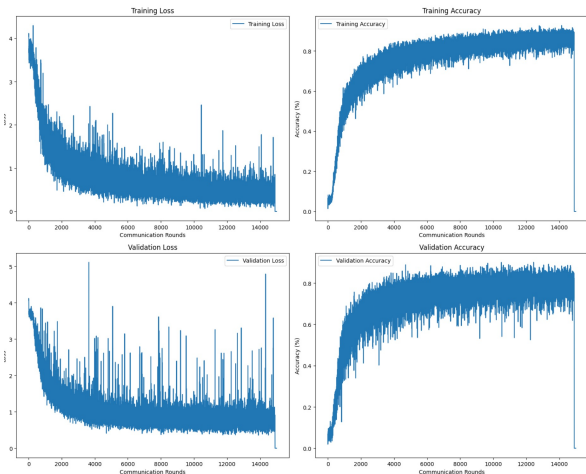 Training Loss
Training Loss
4
3
2
1
0
0 2000 4000 6000 8000 10000 12000 14000
Communication Rounds
Training Accuracy
Training Accuracy
Accuracy (%)
0.8
0.6
0.4
0.2
0.0
0 2000 4000 6000 8000 10000 12000 14000
Communication Rounds
Validation Loss
Validation Loss
5
4
3
2
1
0
0 2000 4000 6000 8000 10000 12000 14000
Communication Rounds
Validation Accuracy
Validation Accuracy
Accuracy (%)
0.8
0.6
0.4
0.2
0.0
0 2000 4000 6000 8000 10000 12000 14000
Communication Rounds